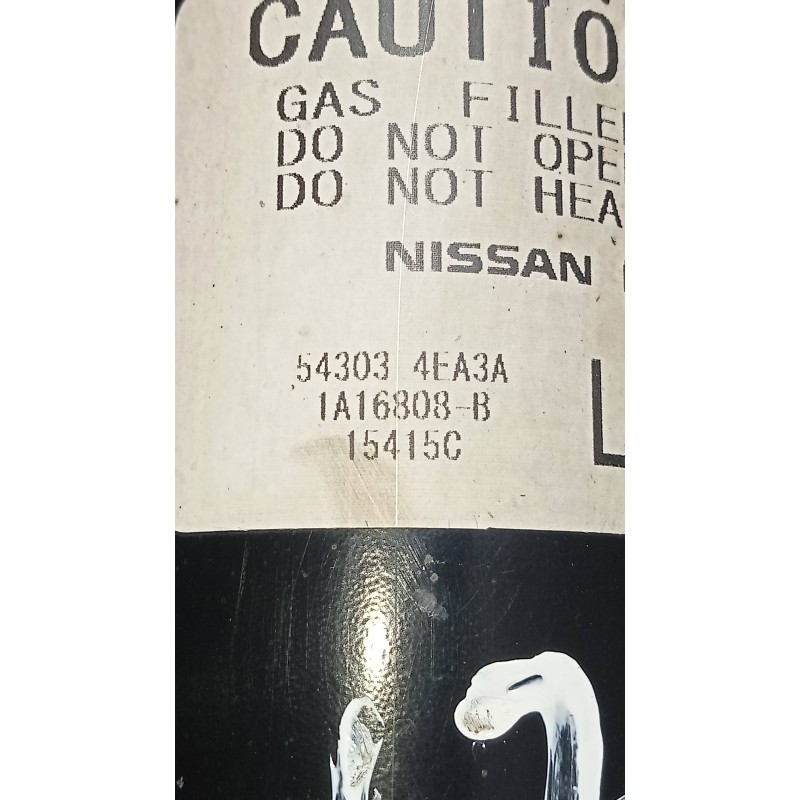 CAUTIO
GAS FILLE
DO NOT OPE
DO NOT HEA
NISSAN
54303 4EA3A
1A16808-B
15415C
L